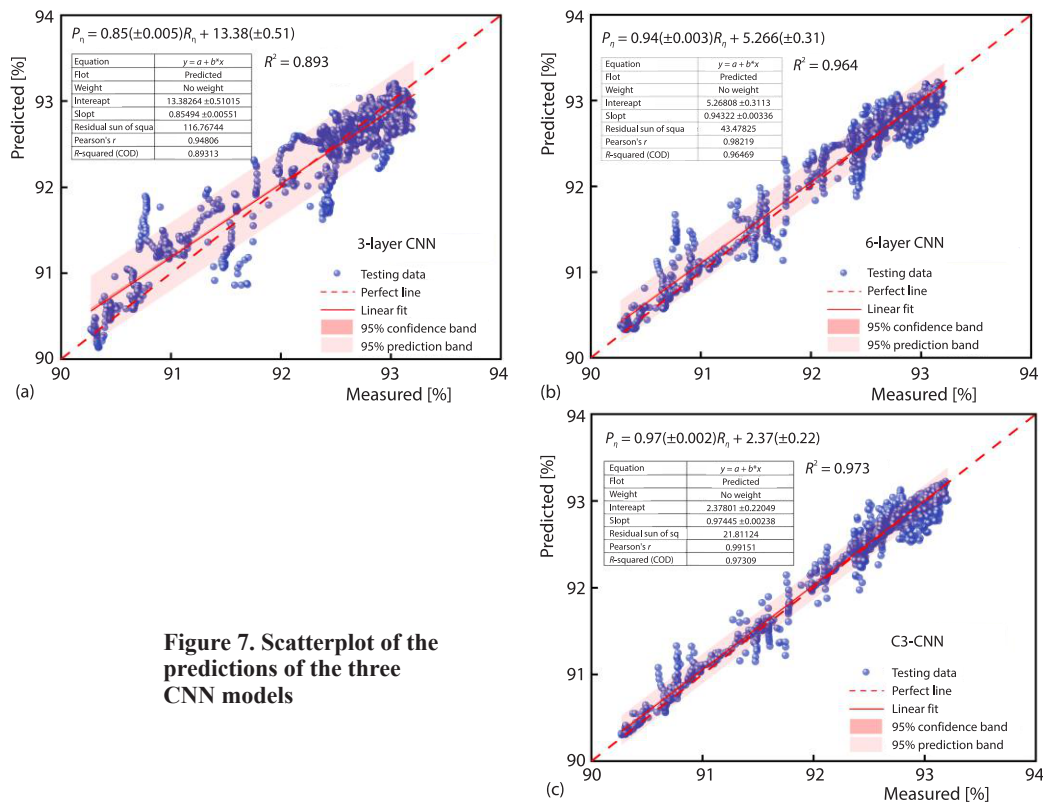 94
93
92
91
90
Predicted [%]
Pη = 0.85(±0.005)Rη + 13.38(±0.51)
R² = 0.893
Equation y = a + b*x
Flot Predicted
Weight No weight
Intereapt 13.38264 ±0.51015
Slopt 0.85494 ±0.00551
Residual sun of squa 116.76744
Pearson's r 0.94806
R-squared (COD) 0.89313
3-layer CNN
Testing data
Perfect line
Linear fit
95% confidence band
95% prediction band
90 91 92 93 94
(a)
Measured [%]
94
93
92
91
90
Predicted [%]
Pη = 0.94(±0.003)Rη + 5.266(±0.31)
R² = 0.964
Equation y = a + b*x
Flot Predicted
Weight No weight
Intereapt 5.26808 ±0.3113
Slopt 0.94322 ±0.00336
Residual sun of squa 43.47825
Pearson's r 0.98219
R-squared (COD) 0.96469
6-layer CNN
Testing data
Perfect line
Linear fit
95% confidence band
95% prediction band
90 91 92 93 94
(b)
Measured [%]
94
93
92
91
90
Predicted [%]
Pη = 0.97(±0.002)Rη + 2.37(±0.22)
R² = 0.973
Equation y = a + b*x
Flot Predicted
Weight No weight
Intereapt 2.37801 ±0.22049
Slopt 0.97445 ±0.00238
Residual sun of sq 21.81124
Pearson's r 0.99151
R-squared (COD) 0.97309
C3-CNN
Testing data
Perfect line
Linear fit
95% confidence band
95% prediction band
90 91 92 93 94
(c)
Measured [%]
Figure 7. Scatterplot of the
predictions of the three
CNN models